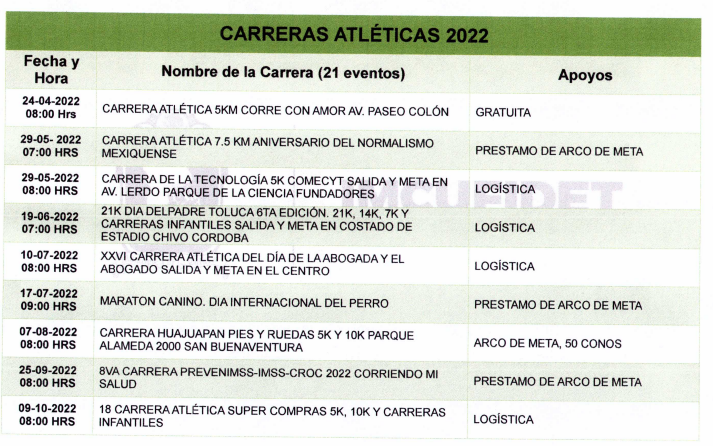 CARRERAS ATLÉTICAS 2022
Fecha y
Hora
Nombre de la Carrera (21 eventos)
Apoyos
24-04-2022
08:00 Hrs
CARRERA ATLÉTICA 5KM CORRE CON AMOR AV. PASEO COLÓN
GRATUITA
29-05- 2022
07:00 HRS
CARRERA ATLÉTICA 7.5 KM ANIVERSARIO DEL NORMALISMO
MEXIQUENSE
PRESTAMO DE ARCO DE META
29-05-2022
08:00 HRS
CARRERA DE LA TECNOLOGÍA 5K COMECYT SALIDA Y META EN
AV. LERDO PARQUE DE LA CIENCIA FUNDADORES
LOGÍSTICA
IMCUFIDET
19-06-2022
07:00 HRS
21K DIA DELPADRE TOLUCA 6TA EDICIÓN. 21K, 14K, 7K Y
CARRERAS INFANTILES SALIDA Y META EN COSTADO DE
ESTADIO CHIVO CORDOBA
LOGÍSTICA
10-07-2022
08:00 HRS
XXVI CARRERA ATLÉTICA DEL DÍA DE LA ABOGADA Y EL
ABOGADO SALIDA Y META EN EL CENTRO
LOGÍSTICA
17-07-2022
09:00 HRS
MARATON CANINO. DIA INTERNACIONAL DEL PERRO
PRESTAMO DE ARCO DE META
07-08-2022
08:00 HRS
CARRERA HUAJUAPAN PIES Y RUEDAS 5K Y 10K PARQUE
ALAMEDA 2000 SAN BUENAVENTURA
ARCO DE META, 50 CONOS
25-09-2022
08:00 HRS
8VA CARRERA PREVENIMSS-IMSS-CROC 2022 CORRIENDO MI
SALUD
PRESTAMO DE ARCO DE META
09-10-2022
08:00 HRS
18 CARRERA ATLÉTICA SUPER COMPRAS 5K, 10K Y CARRERAS
INFANTILES
LOGÍSTICA